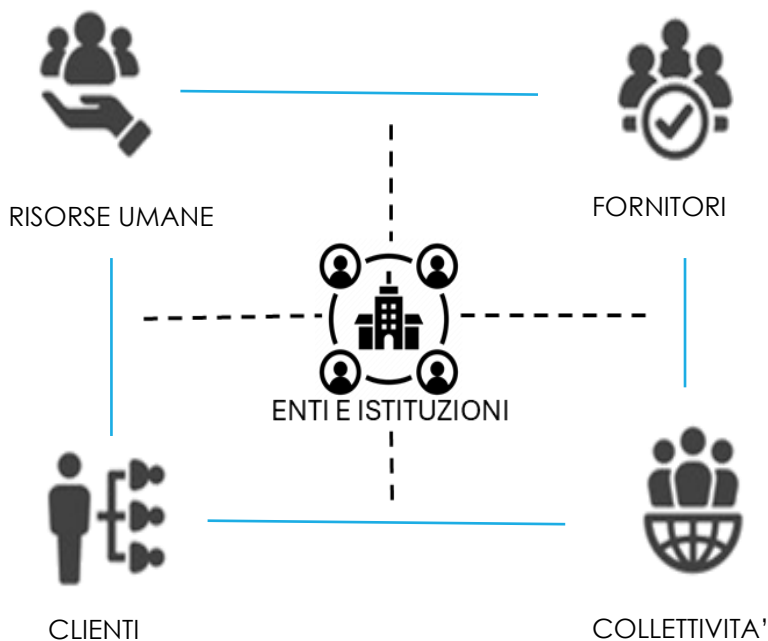 RISORSE UMANE
FORNITORI
ENTI E ISTITUZIONI
CLIENTI
COLLETTIVITA’